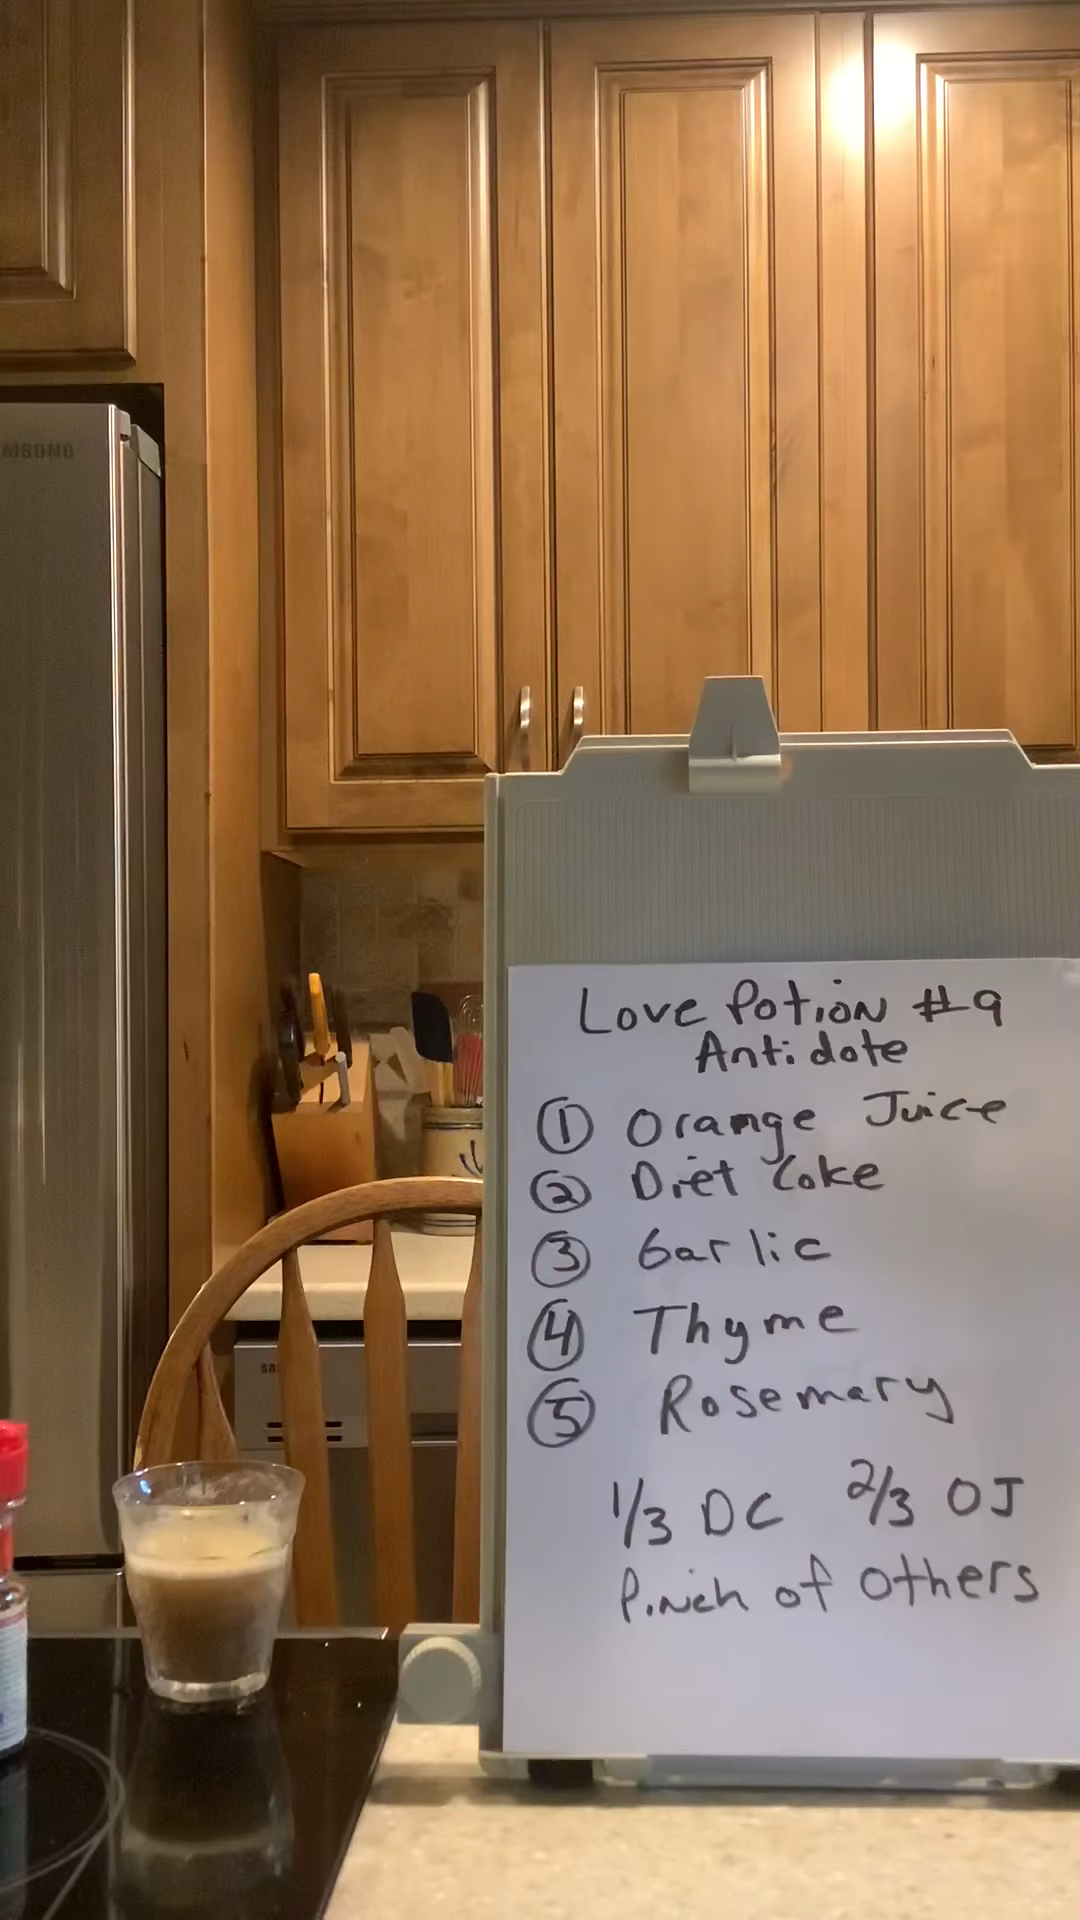 MSUNG
Love Potion #9
Antidote
① Orange Juice
② Diet Coke
③ Garlic
④ Thyme
⑤ Rosemary
1/3 DC 2/3 OJ
Pinch of others